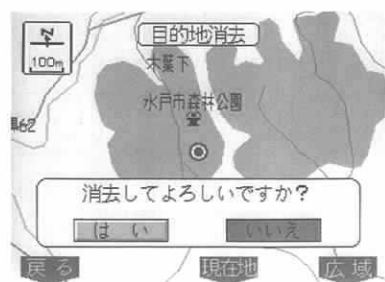 目的地消去
100m
木葉下
水戸市森林公園
62
消去してよろしいですか?
はい
いいえ
戻る
現在地
広域